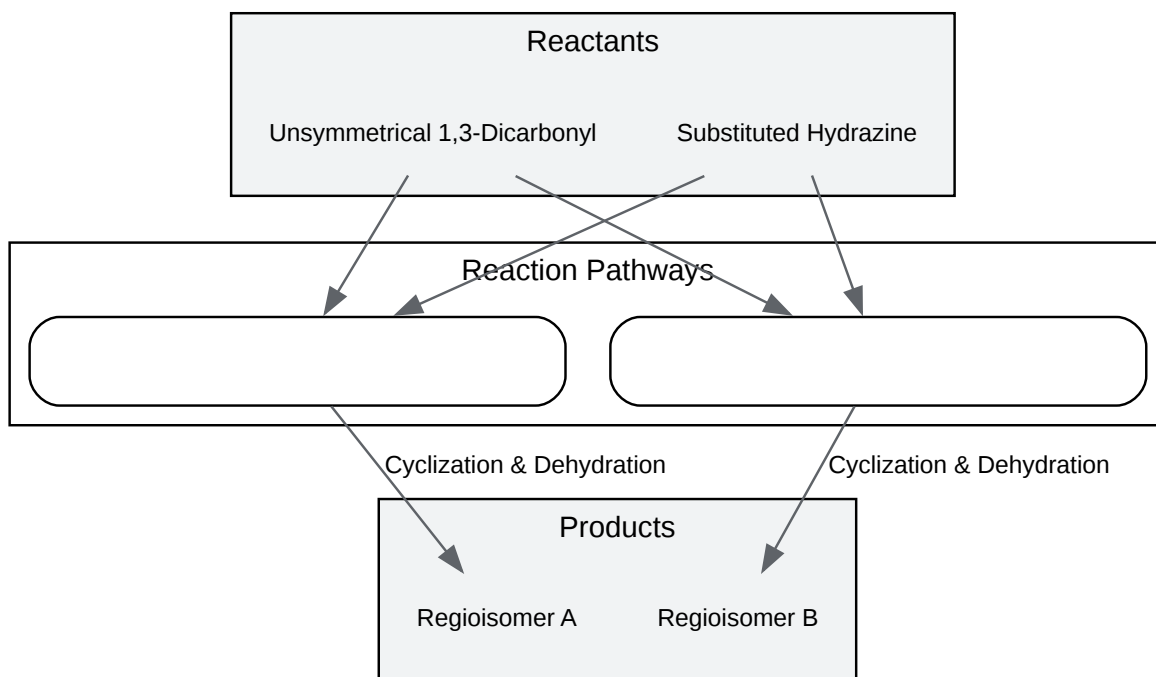 Reactants
Unsymmetrical 1,3-Dicarbonyl Substituted Hydrazine
Reaction Pathways
Cyclization & Dehydration Cyclization & Dehydration
Products
Regioisomer A Regioisomer B